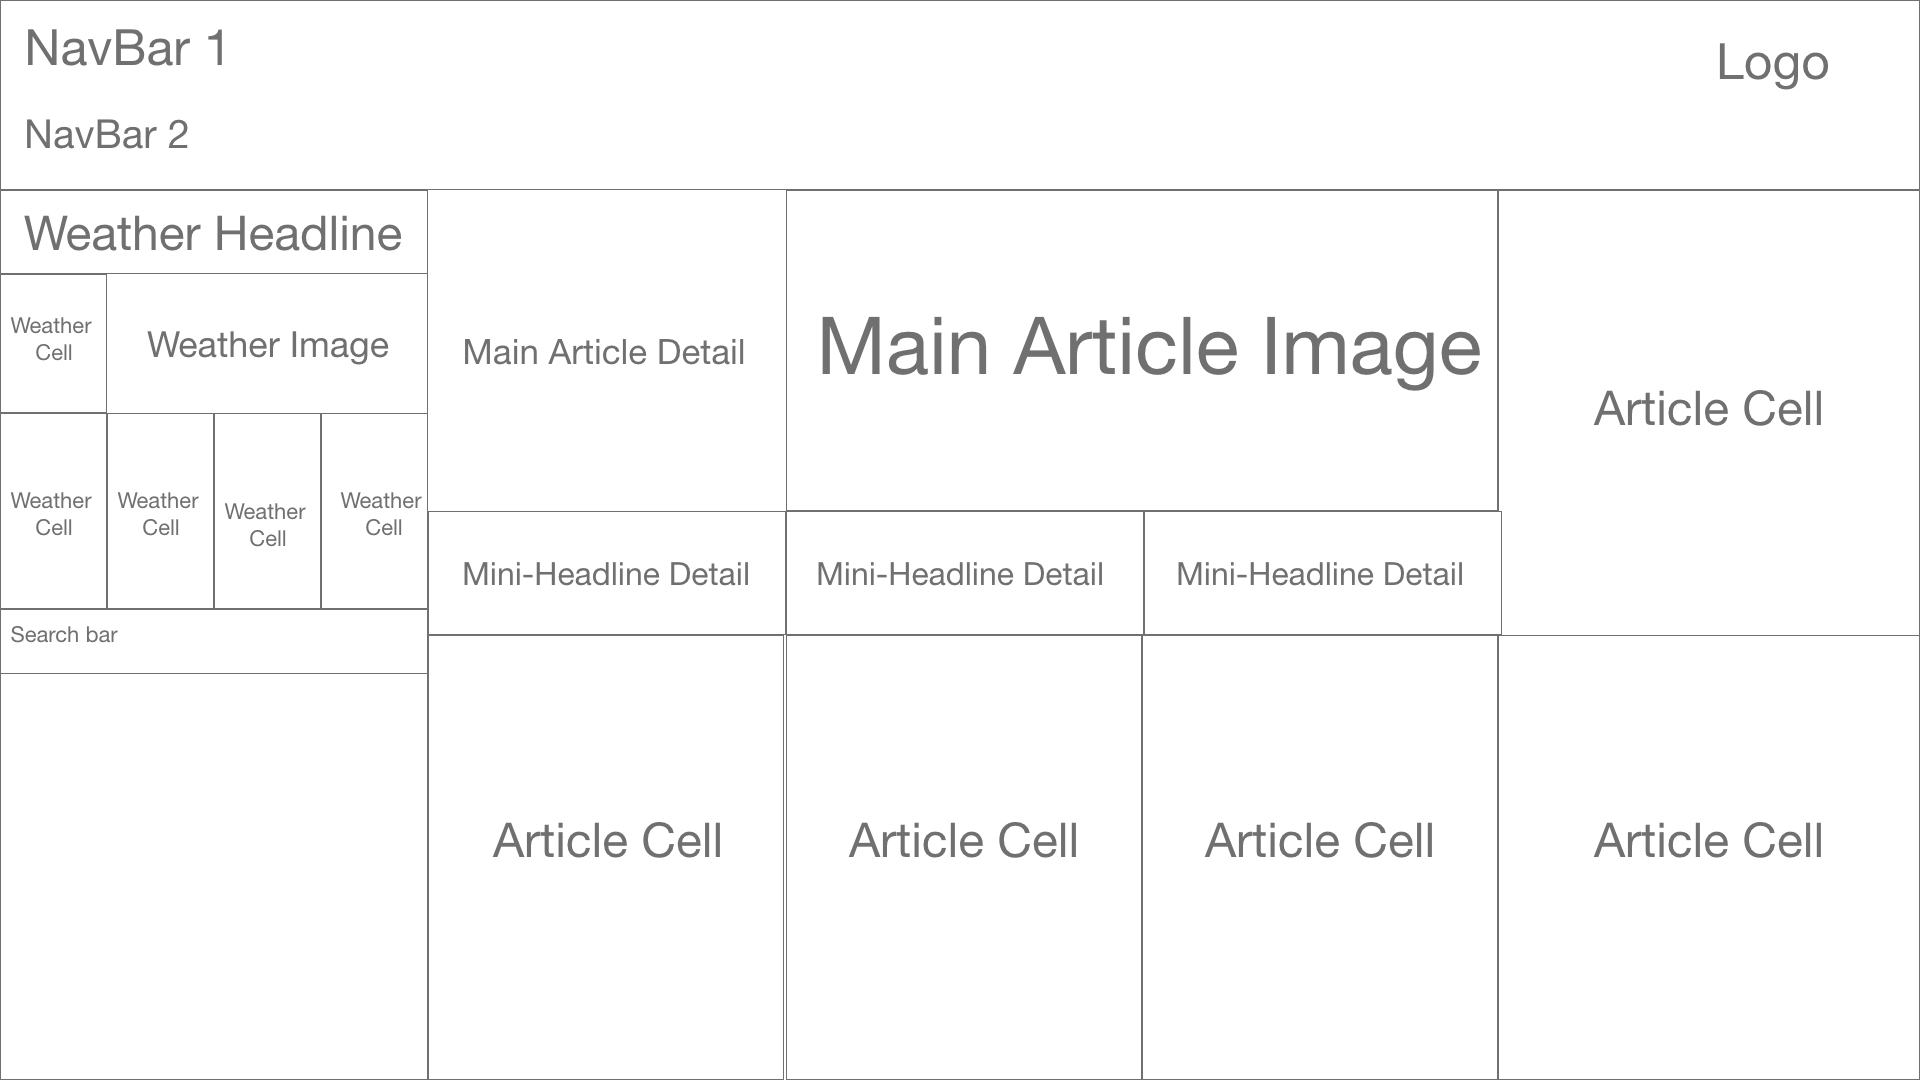 NavBar 1
Logo
NavBar 2
Weather Headline
Weather
Cell
Weather Image
Main Article Detail
Main Article Image
Article Cell
Weather
Cell
Weather
Cell
Weather
Cell
Weather
Cell
Mini-Headline Detail
Mini-Headline Detail
Mini-Headline Detail
Search bar
Article Cell
Article Cell
Article Cell
Article Cell